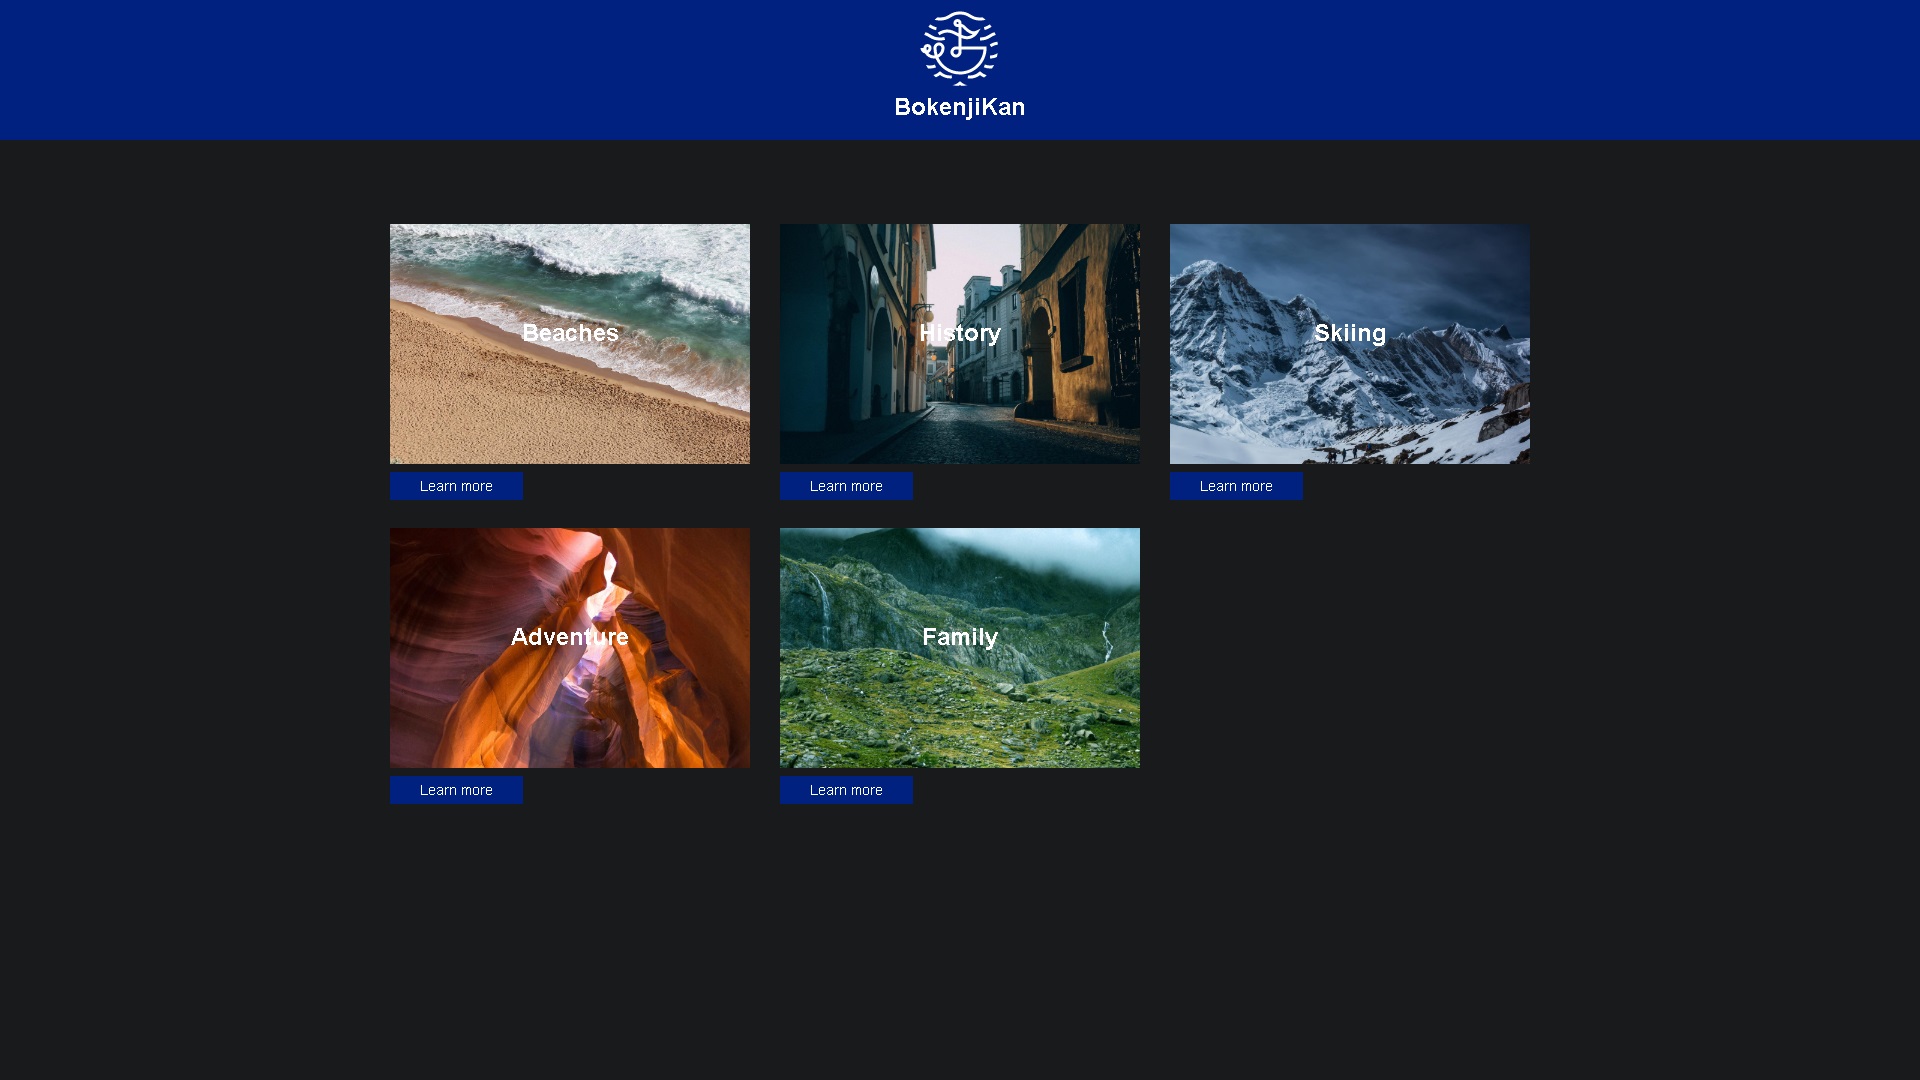 BokenjiKan
Beaches
History
Skiing
Learn more
Learn more
Learn more
Adventure
Family
Learn more
Learn more